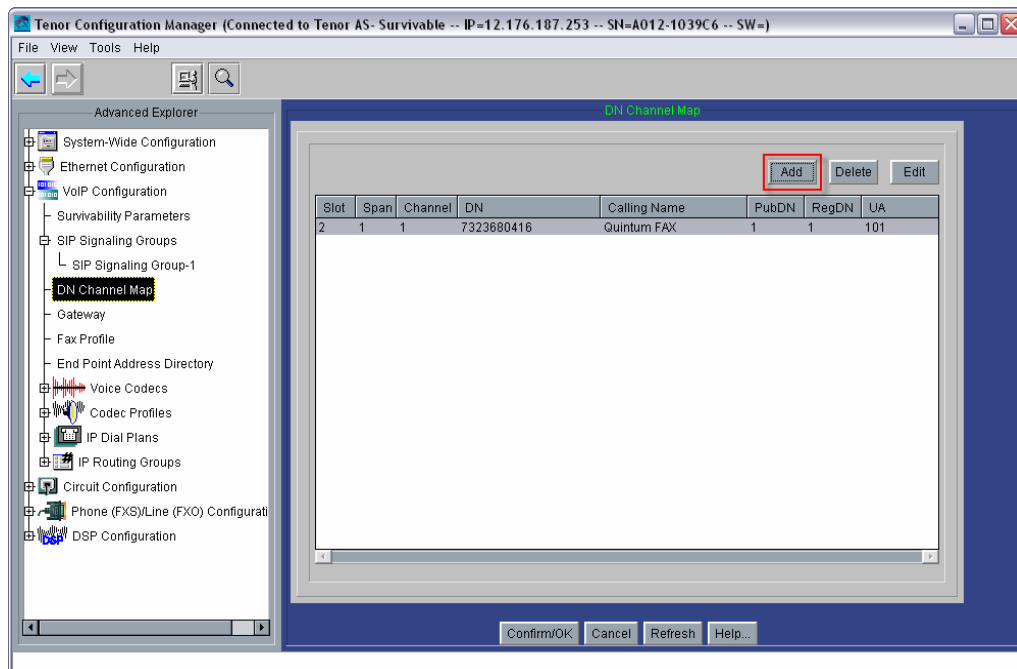 Tenor Configuration Manager (Connected to Tenor AS- Survivable -- IP=12.176.187.253 -- SN=A012-1039C6 -- SW=)
File View Tools Help
Advanced Explorer
System-Wide Configuration
Ethernet Configuration
VoIP Configuration
Survivability Parameters
SIP Signaling Groups
SIP Signaling Group-1
DN Channel Map
Gateway
Fax Profile
End Point Address Directory
Voice Codecs
Codec Profiles
IP Dial Plans
IP Routing Groups
Circuit Configuration
Phone (FXS)/Line (FXO) Configurati
DSP DSP Configuration
DN Channel Map
Add Delete Edit
Slot Span Channel DN Calling Name PubDN RegDN UA
2 1 1 7323680416 Quintum FAX 1 1 101
Confirm/OK Cancel Refresh Help...